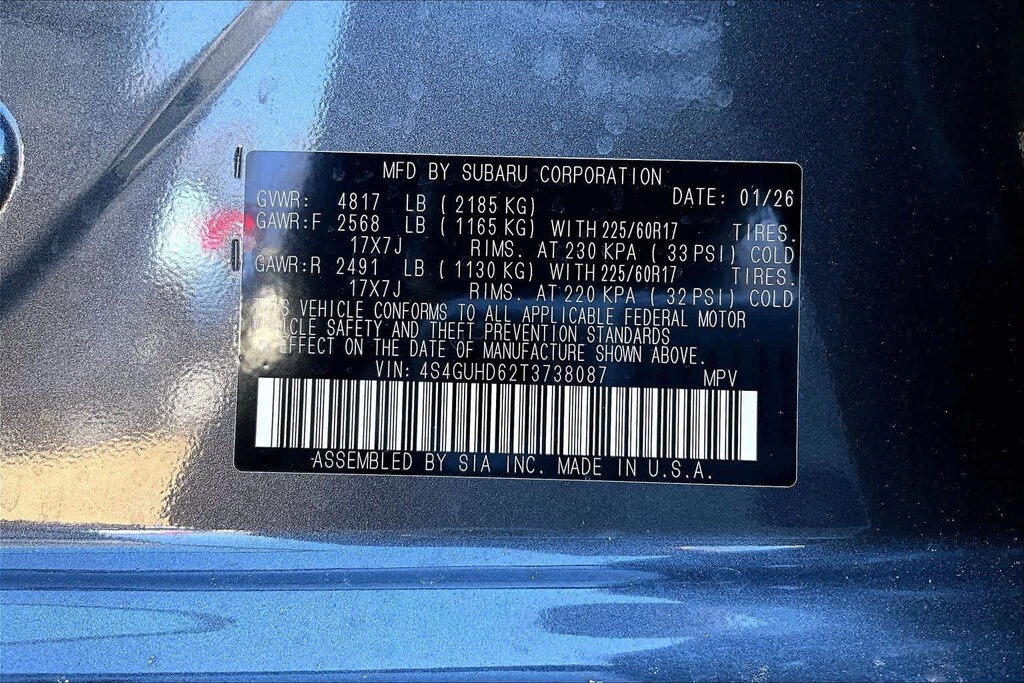 MFD BY SUBARU CORPORATION
DATE: 01/26
GVWR: 4817 LB ( 2185 KG)
GAWR:F 2568 LB ( 1165 KG) WITH 225/60R17 TIRES.
17X7J RIMS. AT 230 KPA ( 33 PSI) COLD
GAWR:R 2491 LB ( 1130 KG) WITH 225/60R17 TIRES.
17X7J RIMS. AT 220 KPA ( 32 PSI) COLD
VEHICLE CONFORMS TO ALL APPLICABLE FEDERAL MOTOR
SAFETY AND THEFT PREVENTION STANDARDS
EFFECT ON THE DATE OF MANUFACTURE SHOWN ABOVE.
VIN: 4S4GUHD62T3738087 MPV
ASSEMBLED BY SIA INC. MADE IN U.S.A.